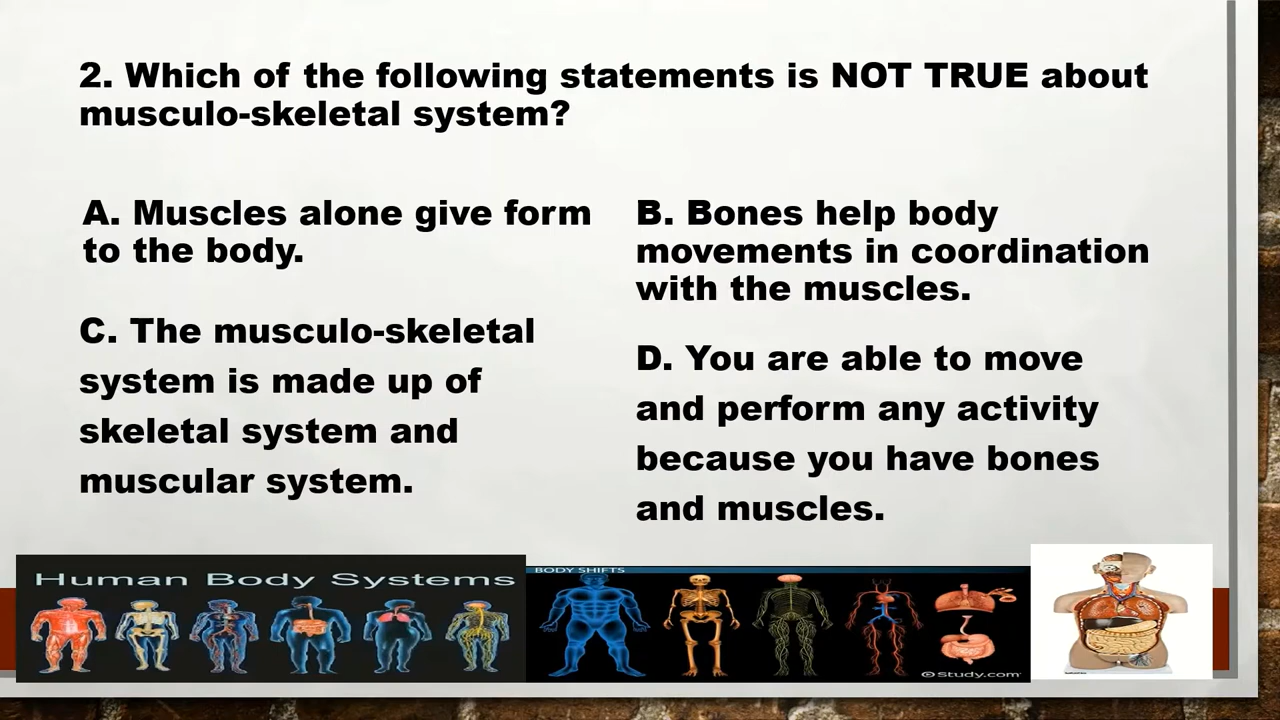 2. Which of the following statements is NOT TRUE about
musculo-skeletal system?
A. Muscles alone give form
to the body.
B. Bones help body
movements in coordination
with the muscles.
C. The musculo-skeletal
system is made up of
skeletal system and
muscular system.
D. You are able to move
and perform any activity
because you have bones
and muscles.
Human Body Systems
BODY SHIFTS
© Study.com